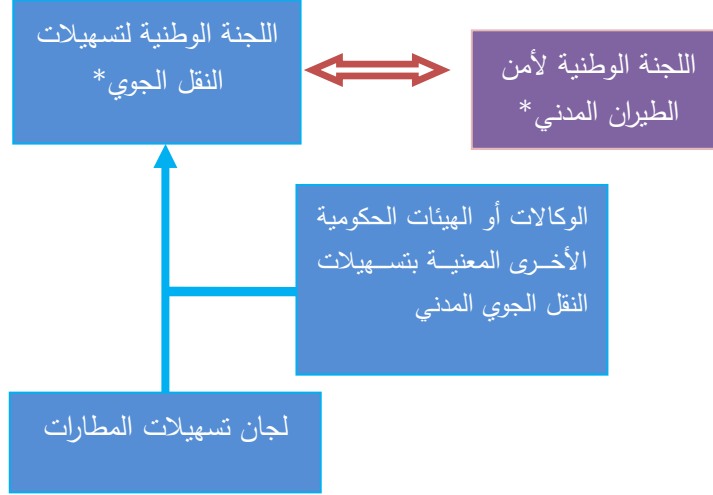 اللجنة الوطنية لتسهيلات
النقل الجوي*
اللجنة الوطنية لأمن
الطيران المدني*
الوكالات أو الهيئات الحكومية
الأخرى المعنية بتسهيلات
النقل الجوي المدني
لجان تسهيلات المطارات